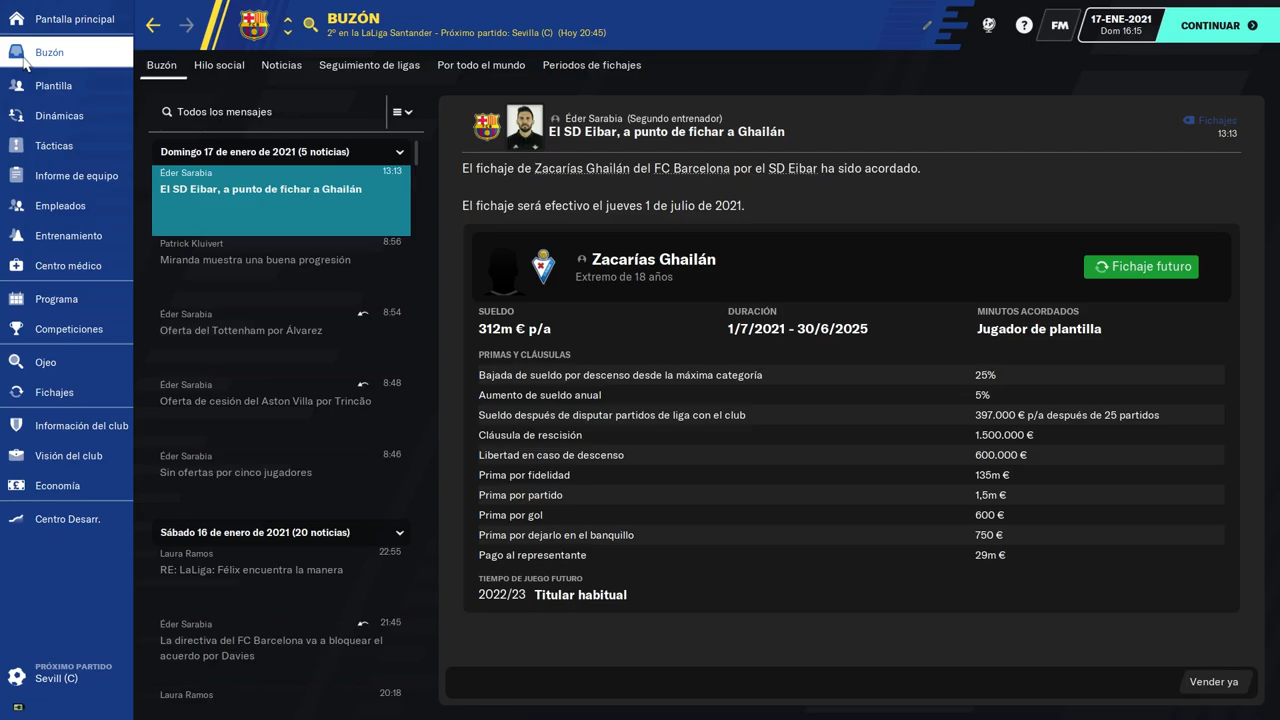 Pantalla principal
Buzón
Plantilla
Dinámicas
Tácticas
Informe de equipo
Empleados
Entrenamiento
Centro médico
Programa
Competiciones
Ojeo
Fichajes
Información del club
Visión del club
Economía
Centro Desarr.
PRÓXIMO PARTIDO
Sevill (C)
BUZÓN
2º en la LaLiga Santander - Próximo partido: Sevilla (C) (Hoy 20:45)
FM
17-ENE-2021
Dom 16:15
CONTINUAR
Buzón Hilo social Noticias Seguimiento de ligas Por todo el mundo Periodos de fichajes
Todos los mensajes
Domingo 17 de enero de 2021 (5 noticias)
Éder Sarabia 13:13
El SD Eibar, a punto de fichar a Ghailán
Patrick Kluivert 8:56
Miranda muestra una buena progresión
Éder Sarabia 8:54
Oferta del Tottenham por Álvarez
Éder Sarabia 8:48
Oferta de cesión del Aston Villa por Trincão
Éder Sarabia 8:46
Sin ofertas por cinco jugadores
Sábado 16 de enero de 2021 (20 noticias)
Laura Ramos 22:55
RE: LaLiga: Félix encuentra la manera
Éder Sarabia 21:45
La directiva del FC Barcelona va a bloquear el
acuerdo por Davies
Laura Ramos 20:18
Éder Sarabia (Segundo entrenador)
El SD Eibar, a punto de fichar a Ghailán
Fichajes
13:13
El fichaje de Zacarías Ghailán del FC Barcelona por el SD Eibar ha sido acordado.
El fichaje será efectivo el jueves 1 de julio de 2021.
Zacarías Ghailán
Extremo de 18 años
Fichaje futuro
SUELDO DURACIÓN MINUTOS ACORDADOS
312m € p/a 1/7/2021 - 30/6/2025 Jugador de plantilla
PRIMAS Y CLÁUSULAS
Bajada de sueldo por descenso desde la máxima categoría 25%
Aumento de sueldo anual 5%
Sueldo después de disputar partidos de liga con el club 397.000 € p/a después de 25 partidos
Cláusula de rescisión 1.500.000 €
Libertad en caso de descenso 600.000 €
Prima por fidelidad 135m €
Prima por partido 1,5m €
Prima por gol 600 €
Prima por dejarlo en el banquillo 750 €
Pago al representante 29m €
TIEMPO DE JUEGO FUTURO
2022/23 Titular habitual
Vender ya